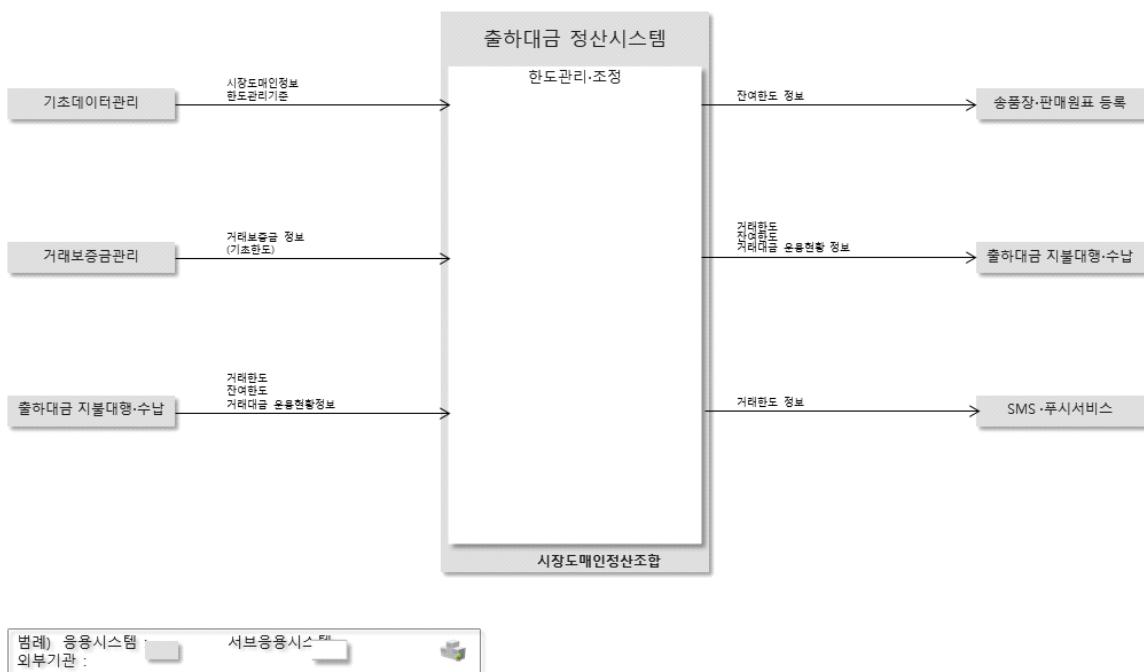 출하대금 정산시스템
한도관리·조정
기초데이터관리
시장도매인정보
한도관리기준
거래보증금관리
거래보증금 정보
(기초한도)
출하대금 지불대행·수납
거래한도
잔여한도
거래대금 운용현황정보
잔여한도 정보
송품장·판매원표 등록
거래한도
잔여한도
거래대금 운용현황 정보
출하대금 지불대행·수납
거래한도 정보
SMS·푸시서비스
시장도매인정산조합
범례) 응용시스템 : 서브응용시스템
외부기관 :